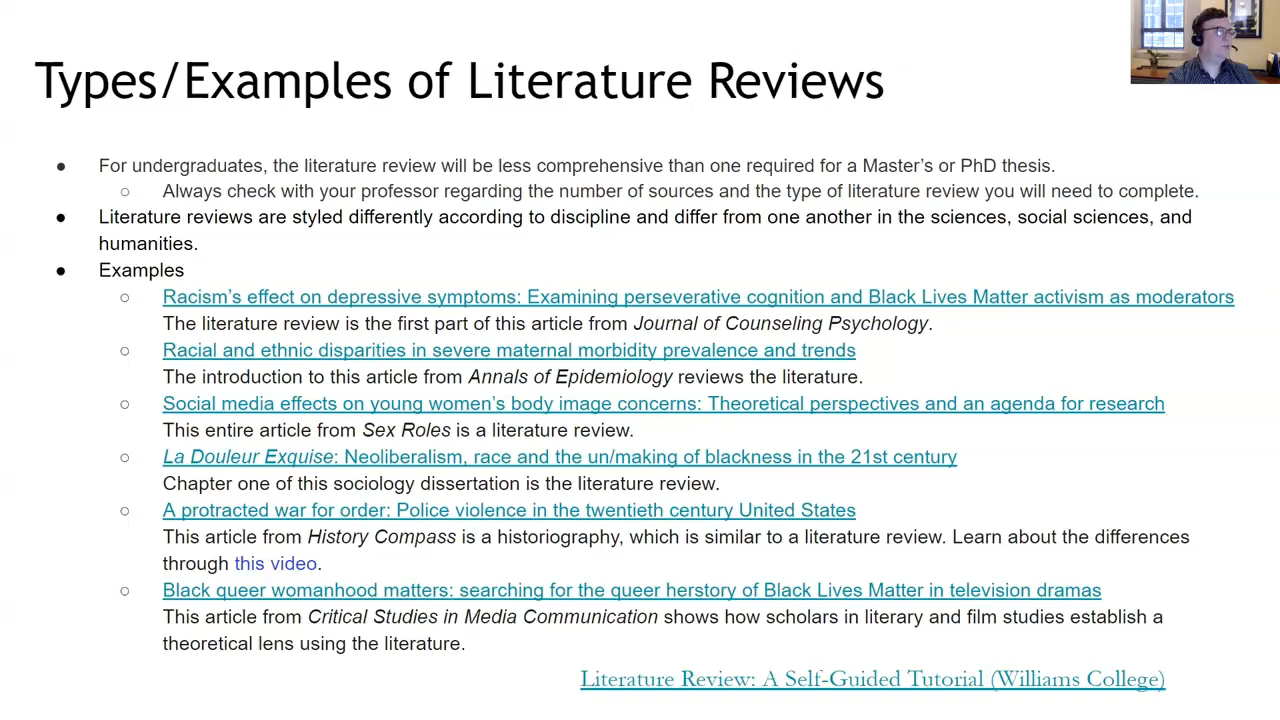 Types/Examples of Literature Reviews
● For undergraduates, the literature review will be less comprehensive than one required for a Master's or PhD thesis.
○ Always check with your professor regarding the number of sources and the type of literature review you will need to complete.
● Literature reviews are styled differently according to discipline and differ from one another in the sciences, social sciences, and
humanities.
● Examples
○ Racism's effect on depressive symptoms: Examining perseverative cognition and Black Lives Matter activism as moderators
The literature review is the first part of this article from Journal of Counseling Psychology.
○ Racial and ethnic disparities in severe maternal morbidity prevalence and trends
The introduction to this article from Annals of Epidemiology reviews the literature.
○ Social media effects on young women's body image concerns: Theoretical perspectives and an agenda for research
This entire article from Sex Roles is a literature review.
○ La Douleur Exquise: Neoliberalism, race and the un/making of blackness in the 21st century
Chapter one of this sociology dissertation is the literature review.
○ A protracted war for order: Police violence in the twentieth century United States
This article from History Compass is a historiography, which is similar to a literature review. Learn about the differences
through this video.
○ Black queer womanhood matters: searching for the queer herstory of Black Lives Matter in television dramas
This article from Critical Studies in Media Communication shows how scholars in literary and film studies establish a
theoretical lens using the literature.
Literature Review: A Self-Guided Tutorial (Williams College)